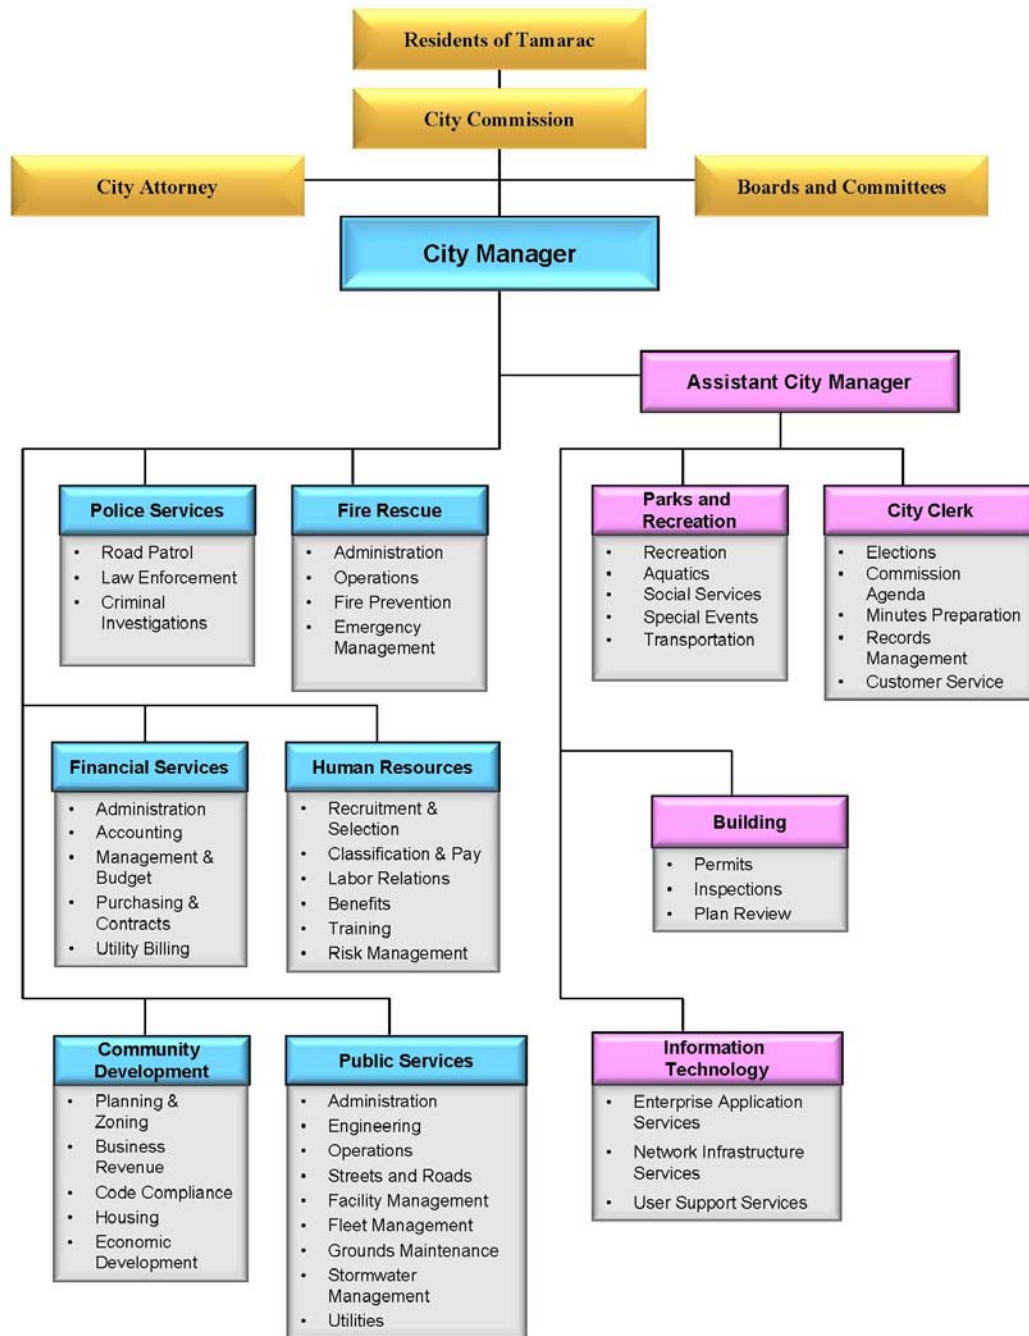 Residents of Tamarac
City Commission
City Attorney
Boards and Committees
City Manager
Assistant City Manager
Police Services
• Road Patrol
• Law Enforcement
• Criminal
Investigations
Fire Rescue
• Administration
• Operations
• Fire Prevention
• Emergency
Management
Parks and
Recreation
• Recreation
• Aquatics
• Social Services
• Special Events
• Transportation
City Clerk
• Elections
• Commission
Agenda
• Minutes Preparation
• Records
Management
• Customer Service
Financial Services
• Administration
• Accounting
• Management &
Budget
• Purchasing &
Contracts
• Utility Billing
Human Resources
• Recruitment &
Selection
• Classification & Pay
• Labor Relations
• Benefits
• Training
• Risk Management
Building
• Permits
• Inspections
• Plan Review
Community
Development
• Planning &
Zoning
• Business
Revenue
• Code Compliance
• Housing
• Economic
Development
Public Services
• Administration
• Engineering
• Operations
• Streets and Roads
• Facility Management
• Fleet Management
• Grounds Maintenance
• Stormwater
Management
• Utilities
Information
Technology
• Enterprise Application
Services
• Network Infrastructure
Services
• User Support Services